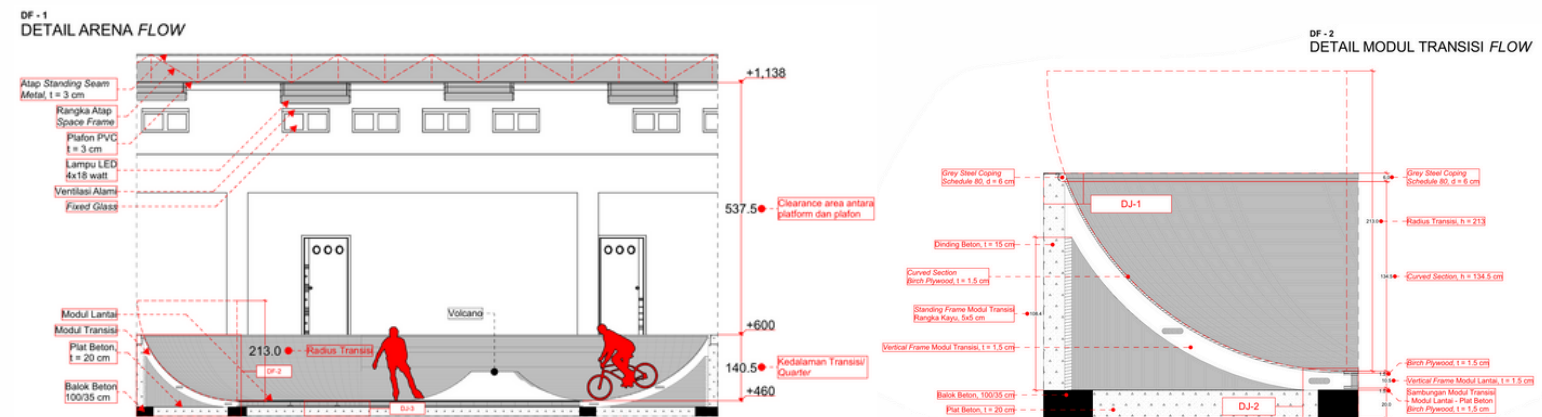 DF - 1
DETAIL ARENA FLOW
Atap Standing Seam
Metal, t = 3 cm
Rangka Atap
Space Frame
Plafon PVC
t = 3 cm
Lampu LED
4x18 watt
Ventilasi Alami
Fixed Glass
Modul Lantai
Modul Transisi
Plat Beton,
t = 20 cm
Balok Beton
100/35 cm
213.0
Radius Transisi
DF-2
DJ-3
Volcano
+1,138
537.5
Clearance area antara
platform dan plafon
+600
140.5
Kedalaman Transisi/
Quarter
+460
DF - 2
DETAIL MODUL TRANSISI FLOW
Grey Steel Coping
Schedule 80, d = 6 cm
DJ-1
Dinding Beton, t = 15 cm
Curved Section
Birch Plywood, t = 1.5 cm
Standing Frame Modul Transisi
Rangka Kayu, 5x5 cm
Vertical Frame Modul Transisi, t = 1,5 cm
Balok Beton, 100/35 cm
Plat Beton, t = 20 cm
DJ-2
Grey Steel Coping
Schedule 80, d = 6 cm
213.0
Radius Transisi, h = 213
134.5
Curved Section, h = 134.5 cm
Birch Plywood, t = 1.5 cm
Vertical Frame Modul Lantai, t = 1.5 cm
Sambungan Modul Transisi
- Modul Lantai - Plat Beton
Birch Plywood, t = 1,5 cm